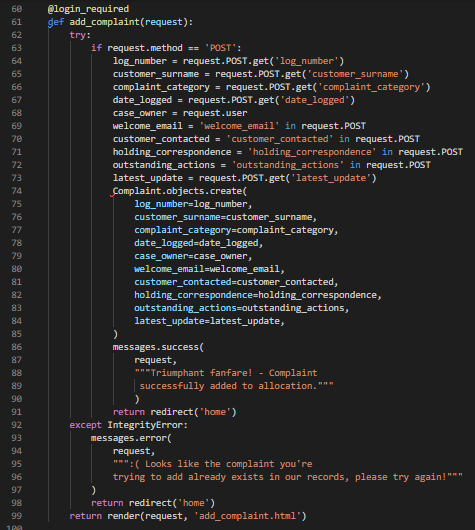 60 @login_required
61 def add_complaint(request):
62 try:
63 if request.method == 'POST':
64 log_number = request.POST.get('log_number')
65 customer_surname = request.POST.get('customer_surname')
66 complaint_category = request.POST.get('complaint_category')
67 date_logged = request.POST.get('date_logged')
68 case_owner = request.user
69 welcome_email = 'welcome_email' in request.POST
70 customer_contacted = 'customer_contacted' in request.POST
71 holding_correspondence = 'holding_correspondence' in request.POST
72 outstanding_actions = 'outstanding_actions' in request.POST
73 latest_update = request.POST.get('latest_update')
74 Complaint.objects.create(
75 log_number=log_number,
76 customer_surname=customer_surname,
77 complaint_category=complaint_category,
78 date_logged=date_logged,
79 case_owner=case_owner,
80 welcome_email=welcome_email,
81 customer_contacted=customer_contacted,
82 holding_correspondence=holding_correspondence,
83 outstanding_actions=outstanding_actions,
84 latest_update=latest_update,
85 )
86 messages.success(
87 request,
88 """Triumphant fanfare! - Complaint
89 successfully added to allocation."""
90 )
91 return redirect('home')
92 except IntegrityError:
93 messages.error(
94 request,
95 """:( Looks like the complaint you're
96 trying to add already exists in our records, please try again!"""
97 )
98 return redirect('home')
99 return render(request, 'add_complaint.html')
100